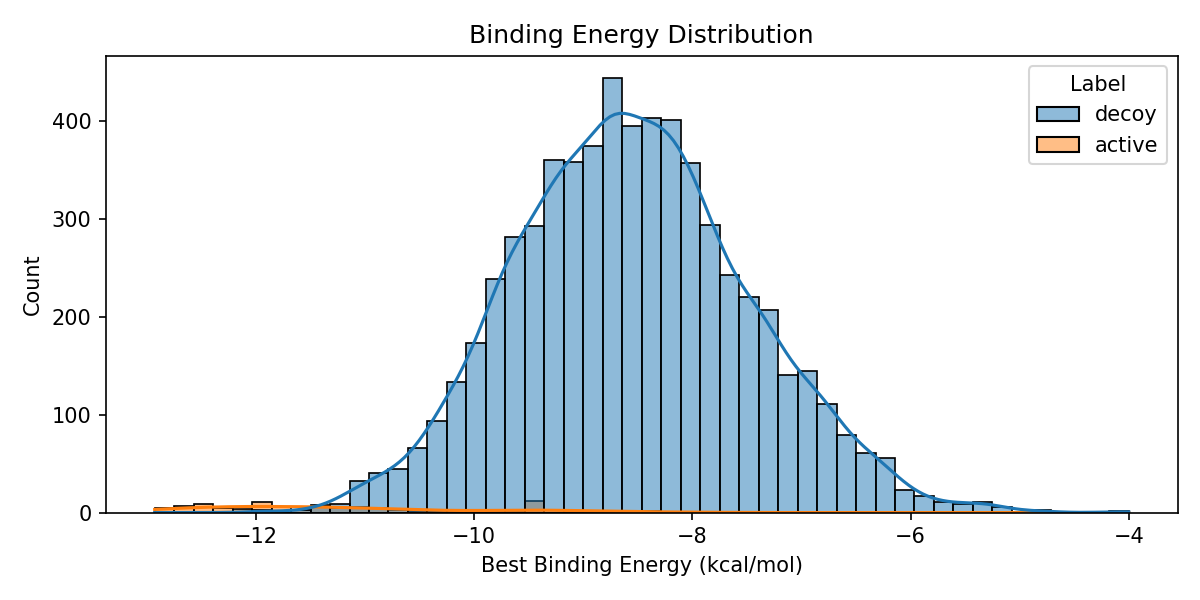 Binding Energy Distribution
Label
decoy
active
Count
400
300
200
100
0
−12
−10
−8
−6
−4
Best Binding Energy (kcal/mol)